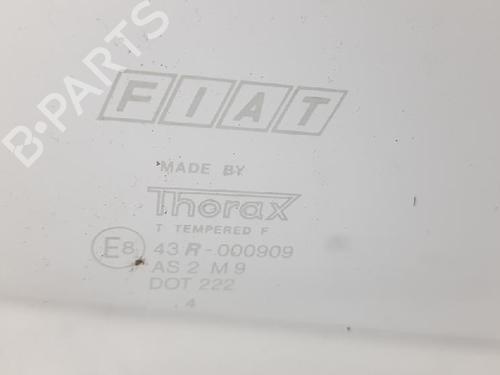 B-PARTS
FIAT
MADE BY
Thorax
T TEMPERED F
E8 43 R-000909
AS 2 M 9
DOT 222
4